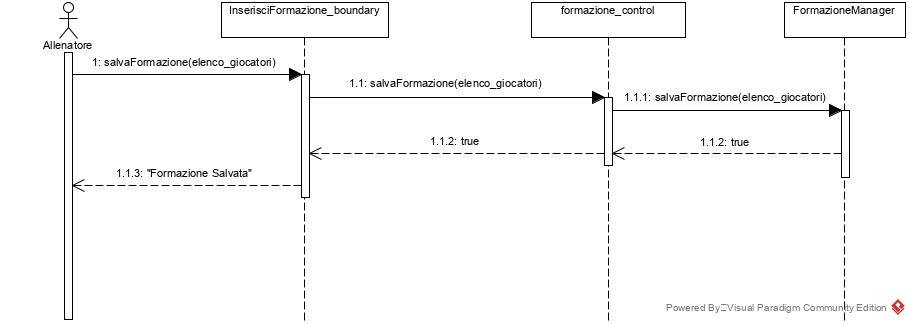 InserisciFormazione_boundary
formazione_control
FormazioneManager
Allenatore
1: salvaFormazione(elenco_giocatori)
1.1: salvaFormazione(elenco_giocatori)
1.1.1: salvaFormazione(elenco_giocatori)
1.1.2: true
1.1.2: true
1.1.3: "Formazione Salvata"
Powered By Visual Paradigm Community Edition